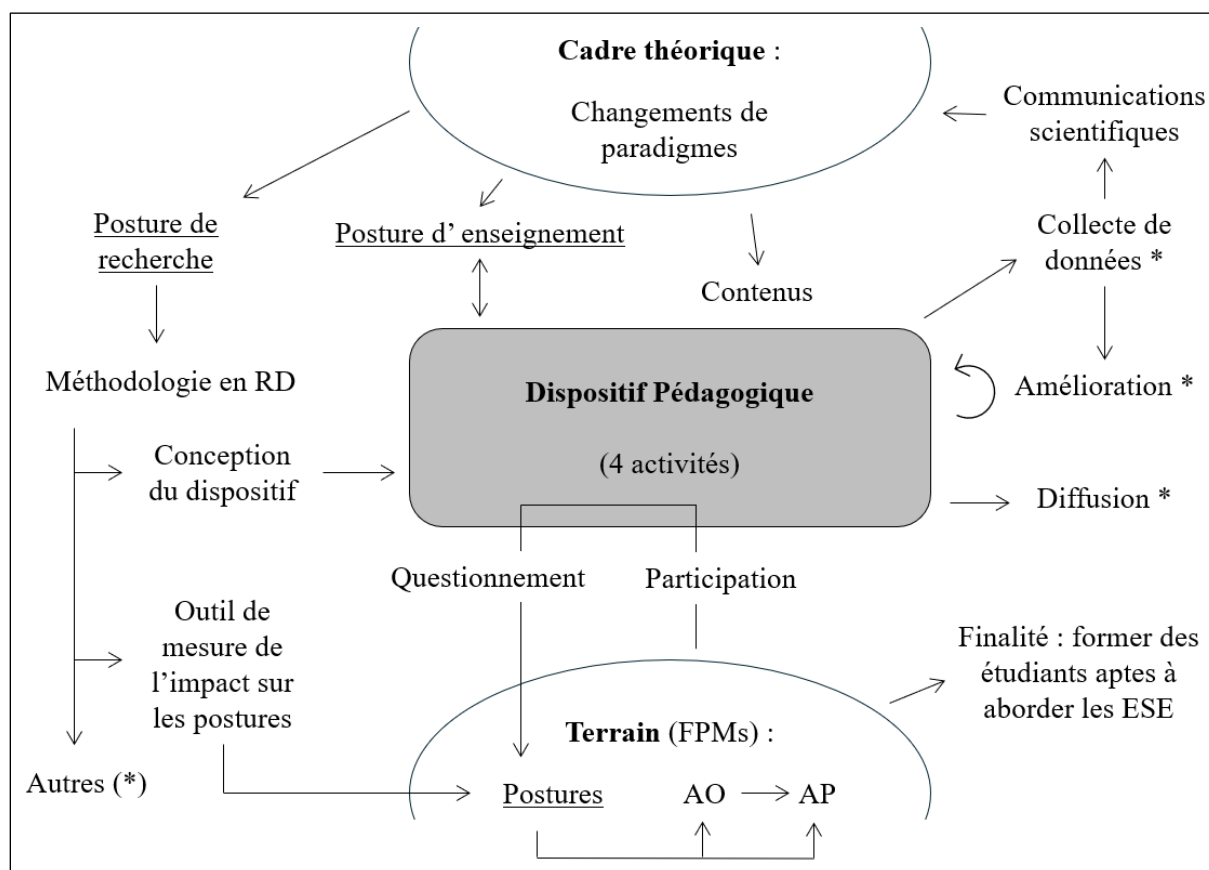 Cadre théorique :
Changements de
paradigmes
Communications
scientifiques
Posture de
recherche
Posture d’ enseignement
Contenus
Collecte de
données *
Méthodologie en RD
Dispositif Pédagogique
(4 activités)
Amélioration *
Conception
du dispositif
Diffusion *
Questionnement
Participation
Outil de
mesure de
l’impact sur
les postures
Finalité : former des
étudiants aptes à
aborder les ESE
Terrain (FPMs) :
Autres (*)
Postures
AO
AP